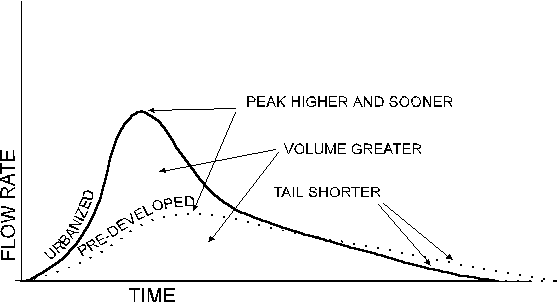 PEAK HIGHER AND SOONER
VOLUME GREATER
TAIL SHORTER
URBANIZED
PRE-DEVELOPED
FLOW RATE
TIME